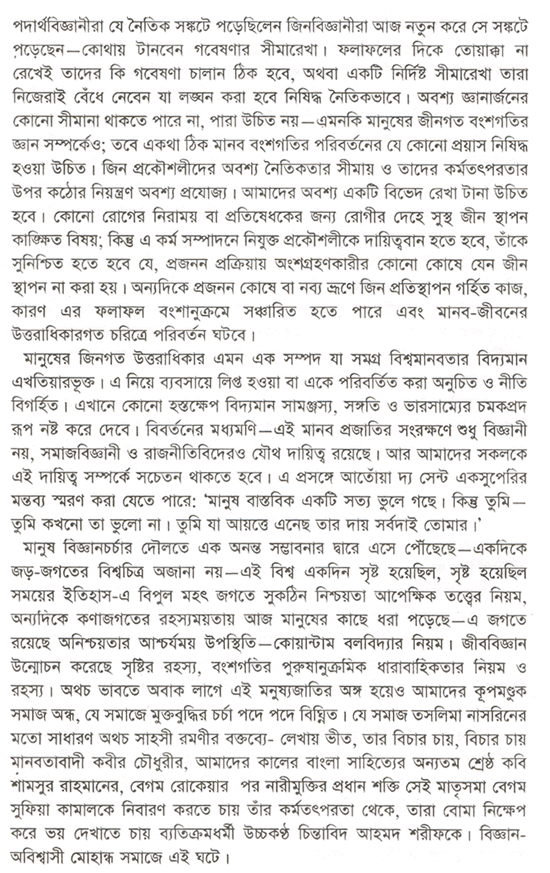 পদার্থবিজ্ঞানীরা যে নৈতিক সঙ্কটে পড়েছিলেন জিনবিজ্ঞানীরা আজ নতুন করে সে সঙ্কটে
পড়েছেন—কোথায় টানবেন গবেষণার সীমারেখা। ফলাফলের দিকে তোয়াক্কা না
রেখেই তাদের কি গবেষণা চালান ঠিক হবে, অথবা একটি নির্দিষ্ট সীমারেখা তারা
নিজেরাই বেঁধে নেবেন যা লঙ্ঘন করা হবে নিষিদ্ধ নৈতিকভাবে। অবশ্য জ্ঞানার্জনের
কোনো সীমানা থাকতে পারে না, পারা উচিত নয়—এমনকি মানুষের জীনগত বংশগতির
জ্ঞান সম্পর্কেও; তবে একথা ঠিক মানব বংশগতির পরিবর্তনের যে কোনো প্রয়াস নিষিদ্ধ
হওয়া উচিত। জিন প্রকৌশলীদের অবশ্য নৈতিকতার সীমায় ও তাদের কর্মতৎপরতার
উপর কঠোর নিয়ন্ত্রণ অবশ্য প্রযোজ্য। আমাদের অবশ্য একটি বিভেদ রেখা টানা উচিত
হবে। কোনো রোগের নিরাময় বা প্রতিষেধকের জন্য রোগীর দেহে সুস্থ জীন স্থাপন
কাঙ্ক্ষিত বিষয়; কিন্তু এ কর্ম সম্পাদনে নিযুক্ত প্রকৌশলীকে দায়িত্ববান হতে হবে, তাঁকে
সুনিশ্চিত হতে হবে যে, প্রজনন প্রক্রিয়ায় অংশগ্রহণকারীর কোনো কোষে যেন জীন
স্থাপন না করা হয়। অন্যদিকে প্রজনন কোষে বা নব্য ভ্রূণে জিন প্রতিস্থাপন গর্হিত কাজ,
কারণ এর ফলাফল বংশানুক্রমে সঞ্চারিত হতে পারে এবং মানব-জীবনের
উত্তরাধিকারগত চরিত্রে পরিবর্তন ঘটবে।
মানুষের জিনগত উত্তরাধিকার এমন এক সম্পদ যা সমগ্র বিশ্বমানবতার বিদ্যমান
এখতিয়ারভুক্ত। এ নিয়ে ব্যবসায়ে লিপ্ত হওয়া বা একে পরিবর্তিত করা অনুচিত ও নীতি
বিগর্হিত। এখানে কোনো হস্তক্ষেপ বিদ্যমান সামঞ্জস্য, সঙ্গতি ও ভারসাম্যের চমকপ্রদ
রূপ নষ্ট করে দেবে। বিবর্তনের মধ্যমণি—এই মানব প্রজাতির সংরক্ষণে শুধু বিজ্ঞানী
নয়, সমাজবিজ্ঞানী ও রাজনীতিবিদেরও যৌথ দায়িত্ব রয়েছে। আর আমাদের সকলকে
এই দায়িত্ব সম্পর্কে সচেতন থাকতে হবে। এ প্রসঙ্গে আতোঁয়া দ্য সেন্ট একসুপেরির
মন্তব্য স্মরণ করা যেতে পারে: ‘মানুষ বাস্তবিক একটি সত্য ভুলে গছে। কিন্তু তুমি—
তুমি কখনো তা ভুলো না। তুমি যা আয়ত্তে এনেছ তার দায় সর্বদাই তোমার।’
মানুষ বিজ্ঞানচর্চার দৌলতে এক অনন্ত সম্ভাবনার দ্বারে এসে পৌঁছেছে—একদিকে
জড়-জগতের বিশ্বচিত্র অজানা নয়—এই বিশ্ব একদিন সৃষ্ট হয়েছিল, সৃষ্ট হয়েছিল
সময়ের ইতিহাস-এ বিপুল মহৎ জগতে সুকঠিন নিশ্চয়তা আপেক্ষিক তত্ত্বের নিয়ম,
অন্যদিকে কণাজগতের রহস্যময়তায় আজ মানুষের কাছে ধরা পড়েছে—এ জগতে
রয়েছে অনিশ্চয়তার আশ্চর্যময় উপস্থিতি—কোয়ান্টাম বলবিদ্যার নিয়ম। জীববিজ্ঞান
উন্মোচন করেছে সৃষ্টির রহস্য, বংশগতির পুরুষানুক্রমিক ধারাবাহিকতার নিয়ম ও
রহস্য। অথচ ভাবতে অবাক লাগে এই মনুষ্যজাতির অঙ্গ হয়েও আমাদের কূপমণ্ডুক
সমাজ অন্ধ, যে সমাজে মুক্তবুদ্ধির চর্চা পদে পদে বিঘ্নিত। যে সমাজ তসলিমা নাসরিনের
মতো সাধারণ অথচ সাহসী রমণীর বক্তব্যে- লেখায় ভীত, তার বিচার চায়, বিচার চায়
মানবতাবাদী কবীর চৌধুরীর, আমাদের কালের বাংলা সাহিত্যের অন্যতম শ্রেষ্ঠ কবি
শামসুর রাহমানের, বেগম রোকেয়ার পর নারীমুক্তির প্রধান শক্তি সেই মাতৃসমা বেগম
সুফিয়া কামালকে নিবারণ করতে চায় তাঁর কর্মতৎপরতা থেকে, তারা বোমা নিক্ষেপ
করে ভয় দেখাতে চায় ব্যতিক্রমধর্মী উচ্চকণ্ঠ চিন্তাবিদ আহমদ শরীফকে। বিজ্ঞান-
অবিশ্বাসী মোহান্ধ সমাজে এই ঘটে।